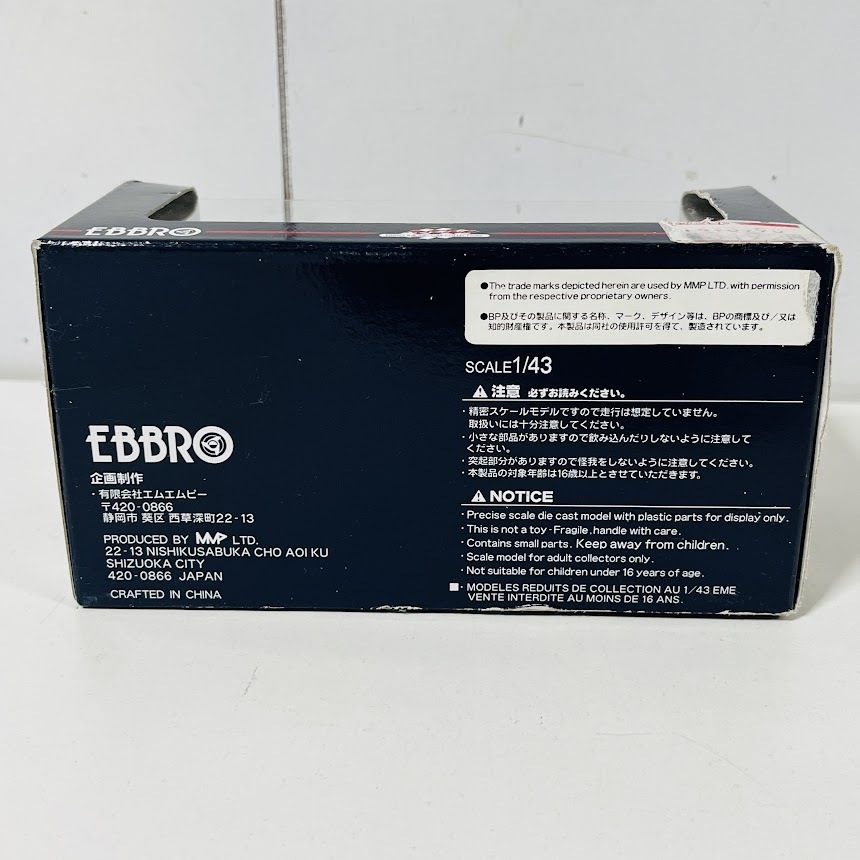 EBBRO
●The trade marks depicted herein are used by MMP LTD. with permission
from the respective proprietary owners.
●BP及びその製品に関する名称、マーク、デザイン等は、BPの商標及び／又は
知的財産権です。本製品は同社の使用許可を得て、製造されています。
SCALE1/43
注意 必ずお読みください。
・精密スケールモデルですので走行は想定していません。
取扱いには十分注意してください。
・小さな部品がありますので飲み込んだりしないように注意して
ください。
・突起部分がありますので怪我をしないように注意してください。
・本製品の対象年齢は16歳以上とさせていただきます。
NOTICE
・Precise scale die cast model with plastic parts for display only.
・This is not a toy-Fragile, handle with care.
・Contains small parts. Keep away from children.
・Scale model for adult collectors only.
・Not suitable for children under 16 years of age.
■・MODELES REDUITS DE COLLECTION AU 1/43 EME
VENTE INTERDITE AU MOINS DE 16 ANS.
EBBRO
企画制作
・有限会社エムエムピー
〒420-0866
静岡市 葵区 西草深町22-13
PRODUCED BY MMP LTD.
22-13 NISHIKUSABUKA CHO AOI KU
SHIZUOKA CITY
420-0866 JAPAN
CRAFTED IN CHINA